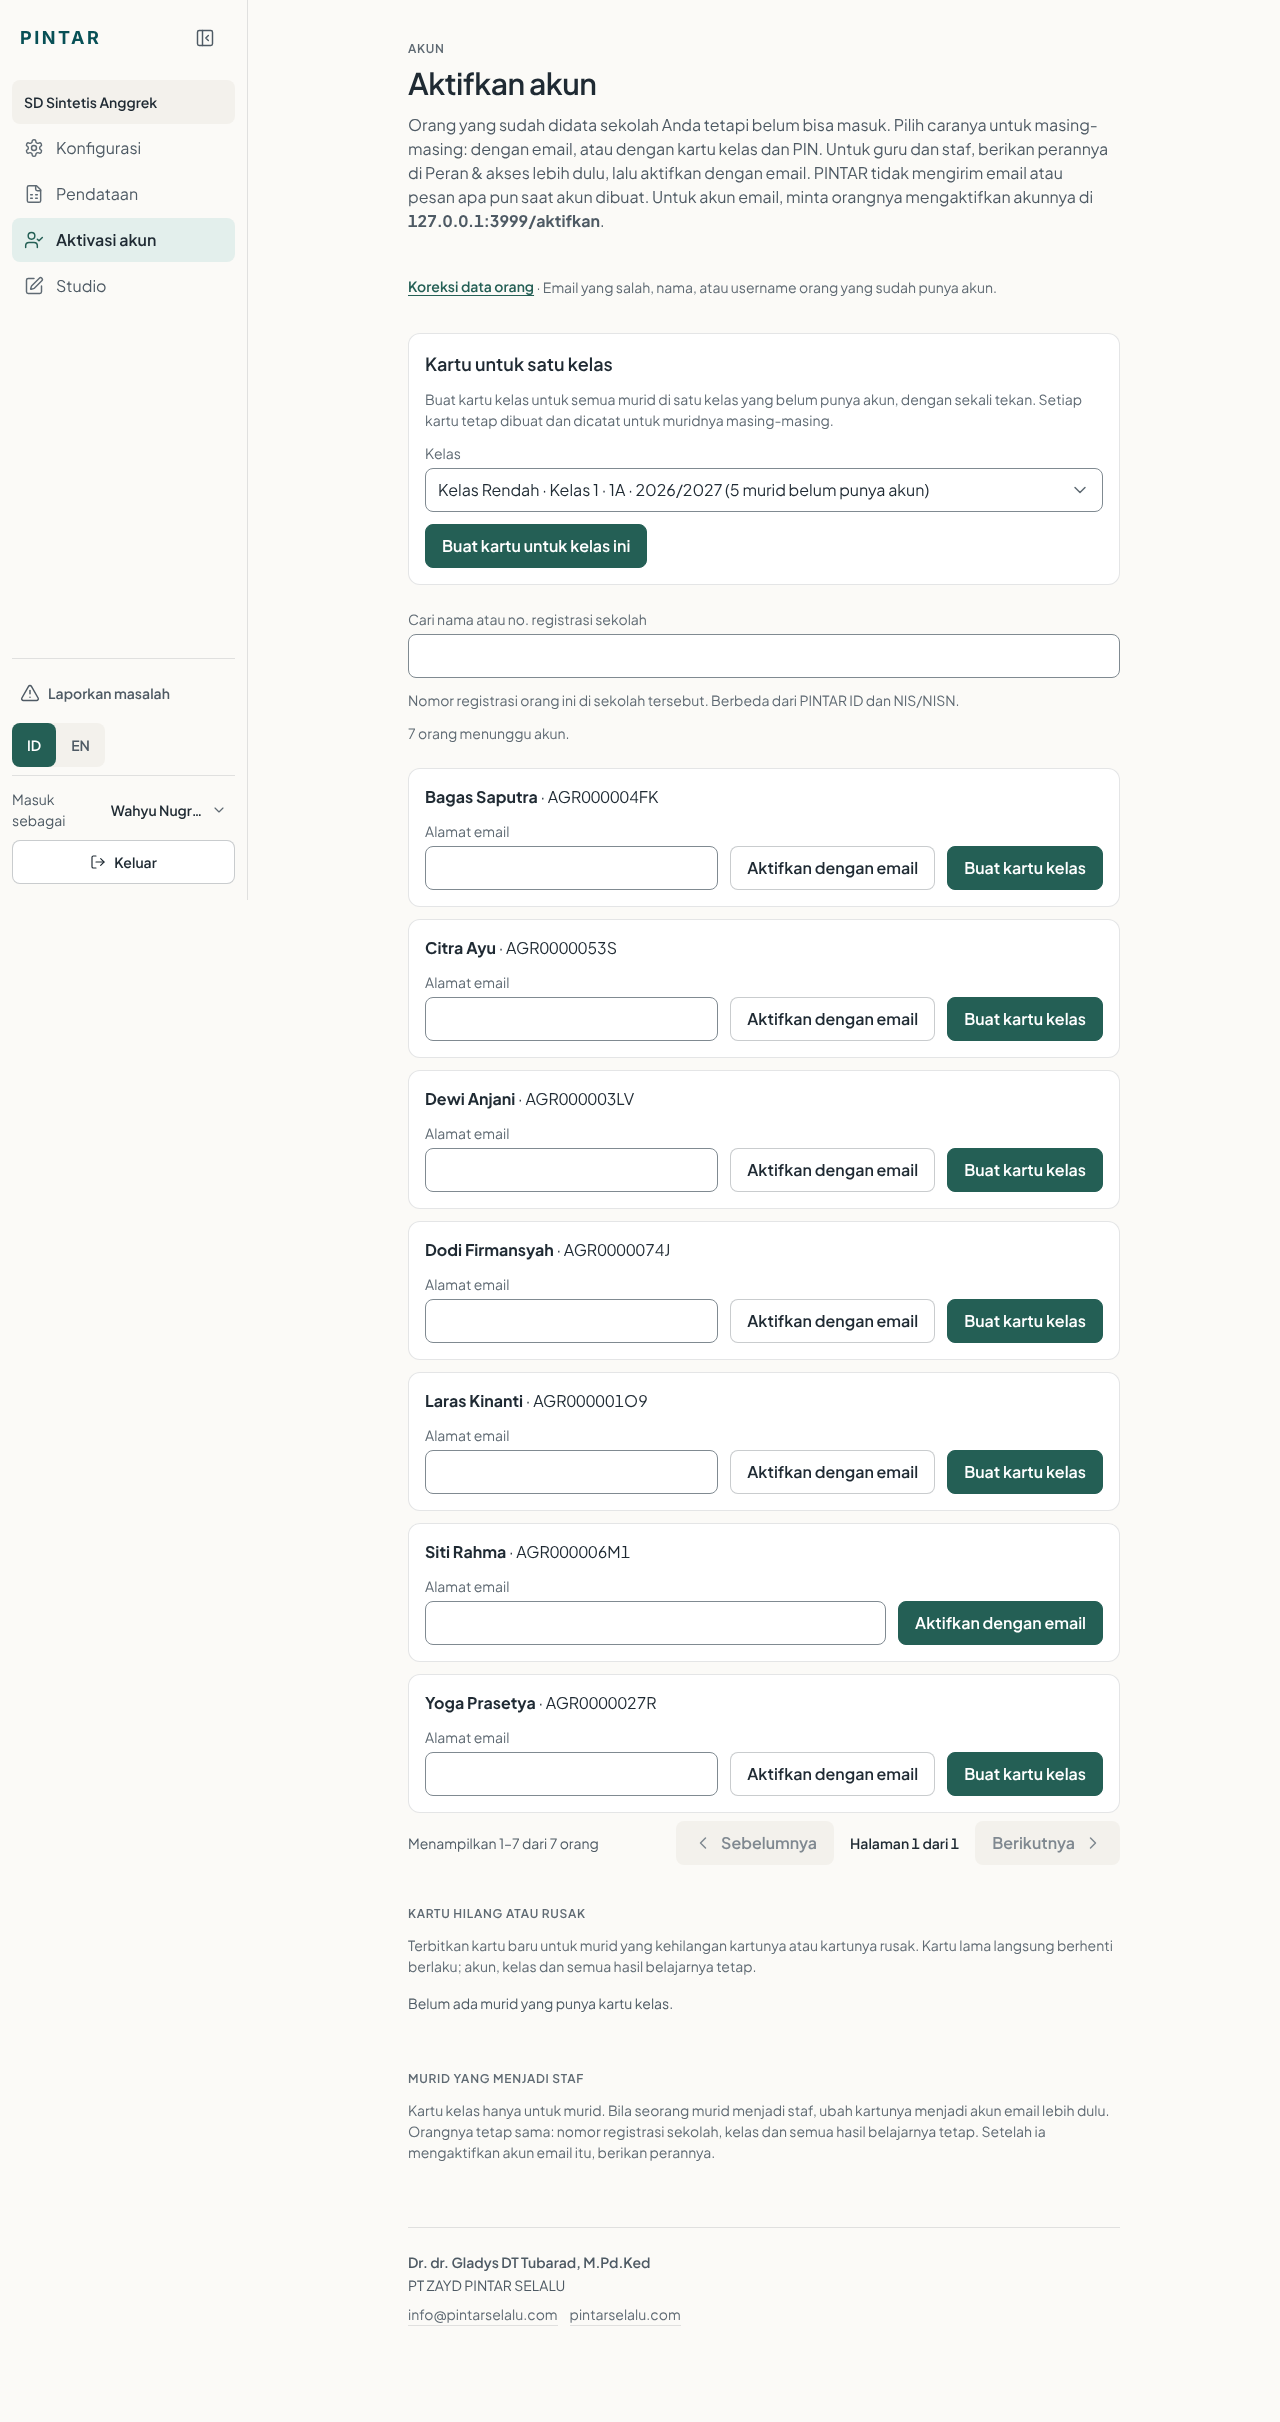 PINTAR
SD Sintetis Anggrek
Konfigurasi
Pendataan
Aktivasi akun
Studio
Laporkan masalah
ID EN
Masuk sebagai
Wahyu Nugr...
Keluar
AKUN
Aktifkan akun
Orang yang sudah didata sekolah Anda tetapi belum bisa masuk. Pilih caranya untuk masing-
masing: dengan email, atau dengan kartu kelas dan PIN. Untuk guru dan staf, berikan perannya
di Peran & akses lebih dulu, lalu aktifkan dengan email. PINTAR tidak mengirim email atau
pesan apa pun saat akun dibuat. Untuk akun email, minta orangnya mengaktifkan akunnya di
127.0.0.1:3999/aktifkan.
Koreksi data orang · Email yang salah, nama, atau username orang yang sudah punya akun.
Kartu untuk satu kelas
Buat kartu kelas untuk semua murid di satu kelas yang belum punya akun, dengan sekali tekan. Setiap
kartu tetap dibuat dan dicatat untuk muridnya masing-masing.
Kelas
Kelas Rendah · Kelas 1 · 1A · 2026/2027 (5 murid belum punya akun)
Buat kartu untuk kelas ini
Cari nama atau no. registrasi sekolah
Nomor registrasi orang ini di sekolah tersebut. Berbeda dari PINTAR ID dan NIS/NISN.
7 orang menunggu akun.
Bagas Saputra · AGR000004FK
Alamat email
Aktifkan dengan email Buat kartu kelas
Citra Ayu · AGR0000053S
Alamat email
Aktifkan dengan email Buat kartu kelas
Dewi Anjani · AGR000003LV
Alamat email
Aktifkan dengan email Buat kartu kelas
Dodi Firmansyah · AGR0000074J
Alamat email
Aktifkan dengan email Buat kartu kelas
Laras Kinanti · AGR000001O9
Alamat email
Aktifkan dengan email Buat kartu kelas
Siti Rahma · AGR000006M1
Alamat email
Aktifkan dengan email
Yoga Prasetya · AGR0000027R
Alamat email
Aktifkan dengan email Buat kartu kelas
Menampilkan 1–7 dari 7 orang Sebelumnya Halaman 1 dari 1 Berikutnya
KARTU HILANG ATAU RUSAK
Terbitkan kartu baru untuk murid yang kehilangan kartunya atau kartunya rusak. Kartu lama langsung berhenti
berlaku; akun, kelas dan semua hasil belajarnya tetap.
Belum ada murid yang punya kartu kelas.
MURID YANG MENJADI STAF
Kartu kelas hanya untuk murid. Bila seorang murid menjadi staf, ubah kartunya menjadi akun email lebih dulu.
Orangnya tetap sama: nomor registrasi sekolah, kelas dan semua hasil belajarnya tetap. Setelah ia
mengaktifkan akun email itu, berikan perannya.
Dr. dr. Gladys DT Tubarad, M.Pd.Ked
PT ZAYD PINTAR SELALU
info@pintarselalu.com pintarselalu.com